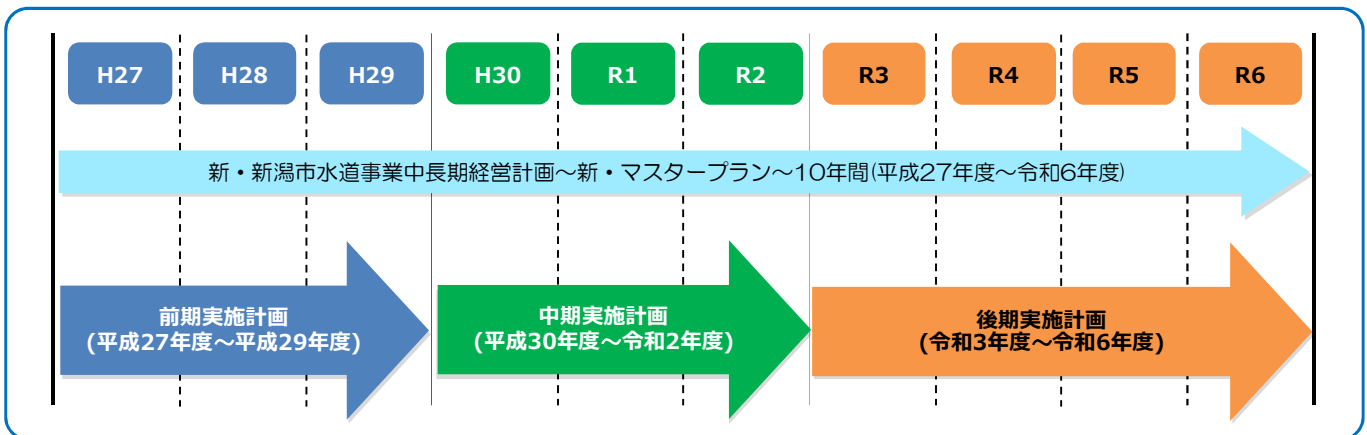 H27 H28 H29 H30 R1 R2 R3 R4 R5 R6
新・新潟市水道事業中長期経営計画～新・マスタープラン～10年間(平成27年度～令和6年度)
前期実施計画
(平成27年度～平成29年度)
中期実施計画
(平成30年度～令和2年度)
後期実施計画
(令和3年度～令和6年度)